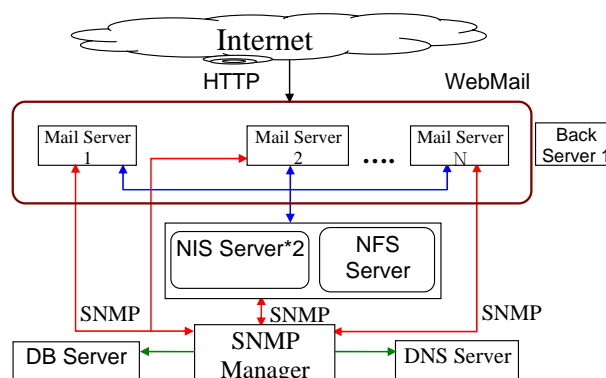 Internet
HTTP
WebMail
Mail Server
1
Mail Server
2
....
Mail Server
N
Back
Server 1
NIS Server*2
NFS
Server
SNMP
SNMP
SNMP
SNMP
Manager
DB Server
DNS Server